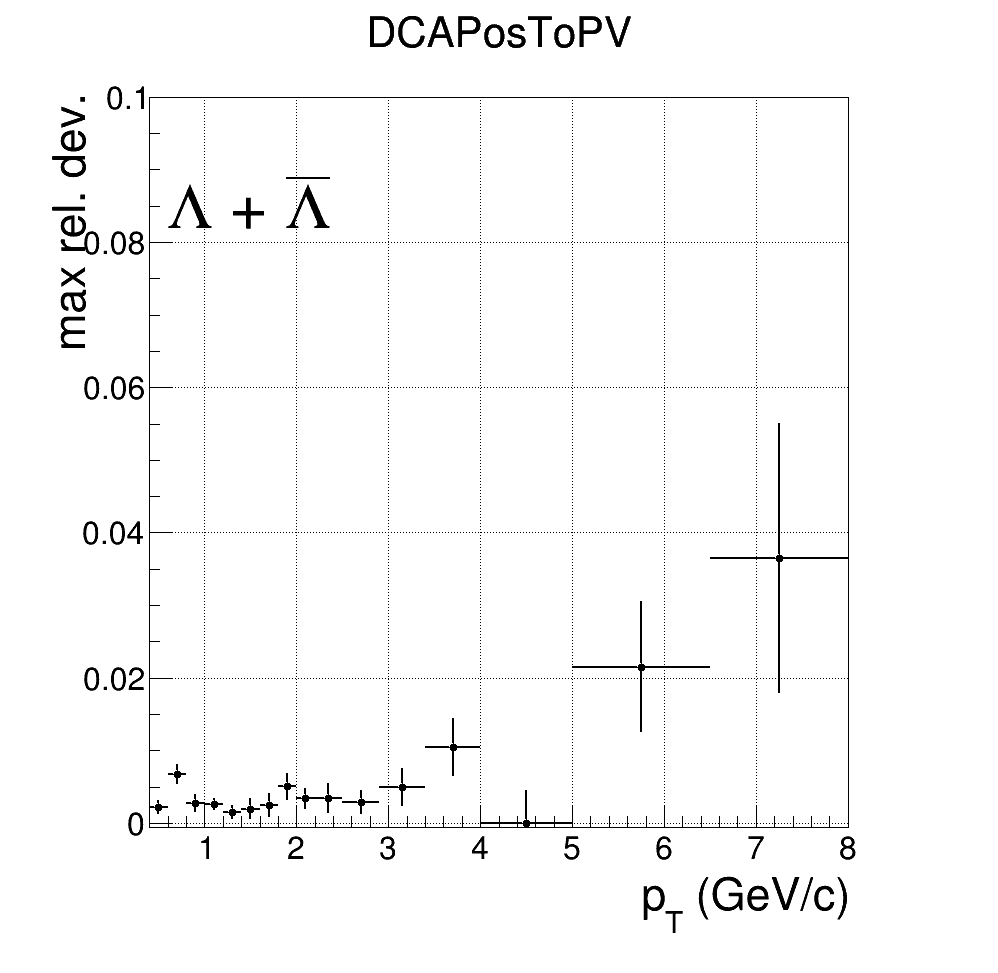 DCAPosToPV
max rel. dev.
0.1
0.08
0.06
0.04
0.02
0
Λ + Λ̅
1 2 3 4 5 6 7 8
p_T (GeV/c)